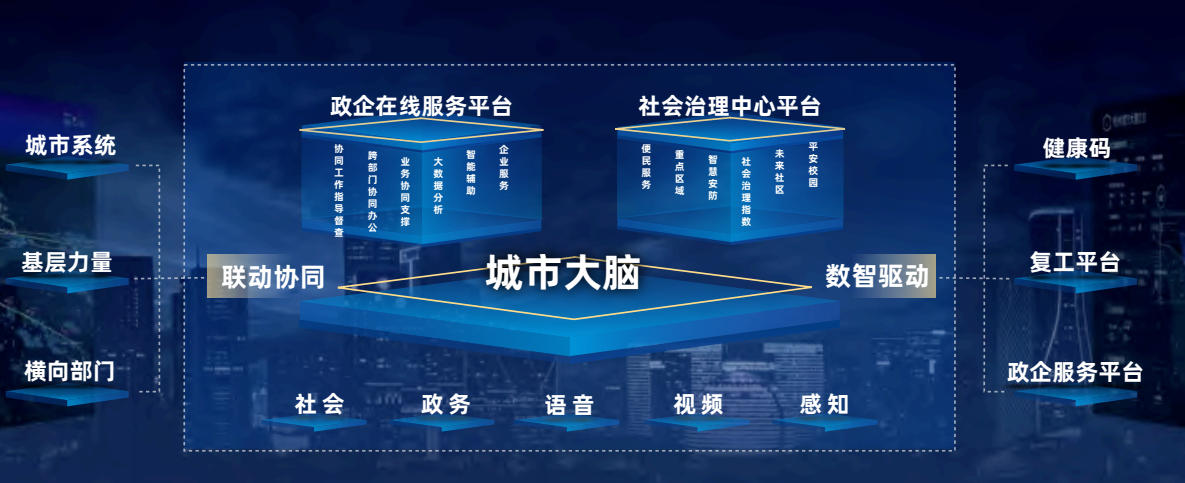 政企在线服务平台
社会治理中心平台
协同工作指导督查
跨部门协同办公
业务协同支撑
大数据分析
智能辅助
企业服务
便民服务
重点区域
智慧安防
社会治理指数
未来社区
平安校园
城市系统
基层力量
横向部门
联动协同
城市大脑
数智驱动
健康码
复工平台
政企服务平台
社会
政务
语音
视频
感知